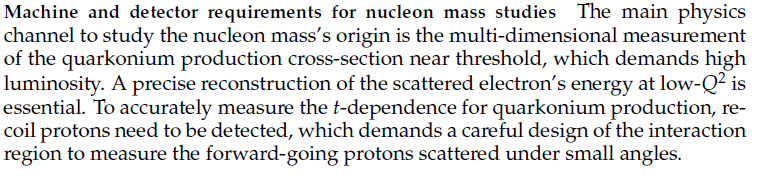 Machine and detector requirements for nucleon mass studies The main physics
channel to study the nucleon mass's origin is the multi-dimensional measurement
of the quarkonium production cross-section near threshold, which demands high
luminosity. A precise reconstruction of the scattered electron's energy at low-Q² is
essential. To accurately measure the t-dependence for quarkonium production, re-
coil protons need to be detected, which demands a careful design of the interaction
region to measure the forward-going protons scattered under small angles.